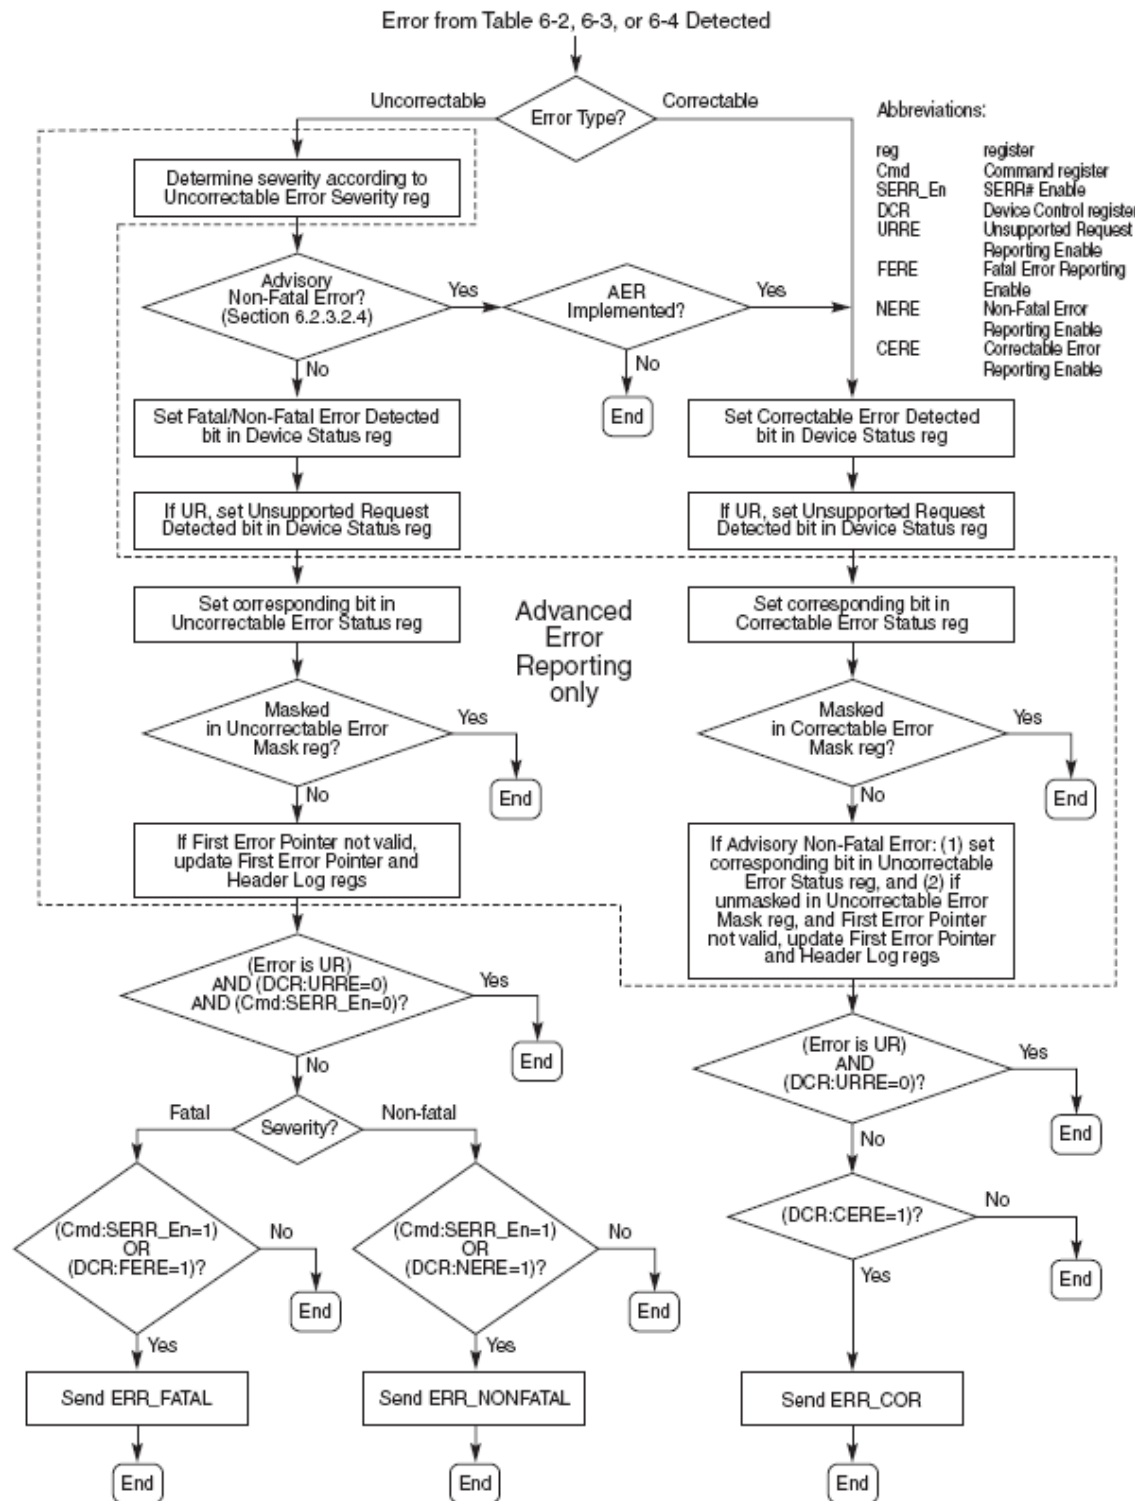 Error from Table 6-2, 6-3, or 6-4 Detected
Uncorrectable
Error Type?
Correctable
Abbreviations:
reg register
Cmd Command register
SERR_En SERR# Enable
DCR Device Control register
URRE Unsupported Request
Reporting Enable
FERE Fatal Error Reporting
Enable
NERE Non-Fatal Error
Reporting Enable
CERE Correctable Error
Reporting Enable
Determine severity according to
Uncorrectable Error Severity reg
Advisory
Non-Fatal Error?
(Section 6.2.3.2.4)
Yes
AER
Implemented?
Yes
No
No
End
Set Fatal/Non-Fatal Error Detected
bit in Device Status reg
Set Correctable Error Detected
bit in Device Status reg
If UR, set Unsupported Request
Detected bit in Device Status reg
If UR, set Unsupported Request
Detected bit in Device Status reg
Set corresponding bit in
Uncorrectable Error Status reg
Advanced
Error
Reporting
only
Set corresponding bit in
Correctable Error Status reg
Masked
in Uncorrectable Error
Mask reg?
Yes
End
No
Masked
in Correctable Error
Mask reg?
Yes
End
No
If First Error Pointer not valid,
update First Error Pointer and
Header Log regs
If Advisory Non-Fatal Error: (1) set
corresponding bit in Uncorrectable
Error Status reg, and (2) if
unmasked in Uncorrectable Error
Mask reg, and First Error Pointer
not valid, update First Error Pointer
and Header Log regs
(Error is UR)
AND (DCR:URRE=0)
AND (Cmd:SERR_En=0)?
Yes
End
No
(Error is UR)
AND
(DCR:URRE=0)?
Yes
End
No
Fatal
Severity?
Non-fatal
(Cmd:SERR_En=1)
OR
(DCR:FERE=1)?
No
End
Yes
(Cmd:SERR_En=1)
OR
(DCR:NERE=1)?
No
End
Yes
(DCR:CERE=1)?
No
End
Yes
Send ERR_FATAL
Send ERR_NONFATAL
Send ERR_COR
End
End
End